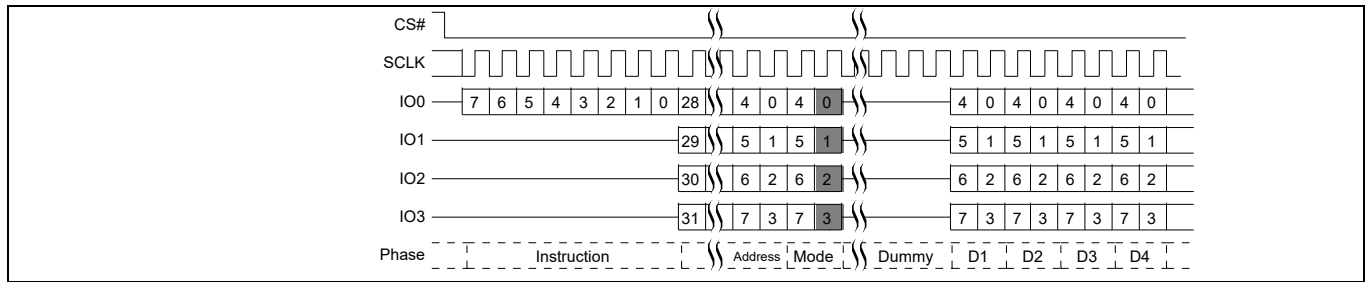 CS#
SCLK
IO0 7 6 5 4 3 2 1 0 28 4 0 4 0 4 0 4 0 4 0 4 0
IO1 29 5 1 5 1 5 1 5 1 5 1 5 1
IO2 30 6 2 6 2 6 2 6 2 6 2 6 2
IO3 31 7 3 7 3 7 3 7 3 7 3 7 3
Phase Instruction Address Mode Dummy D1 D2 D3 D4